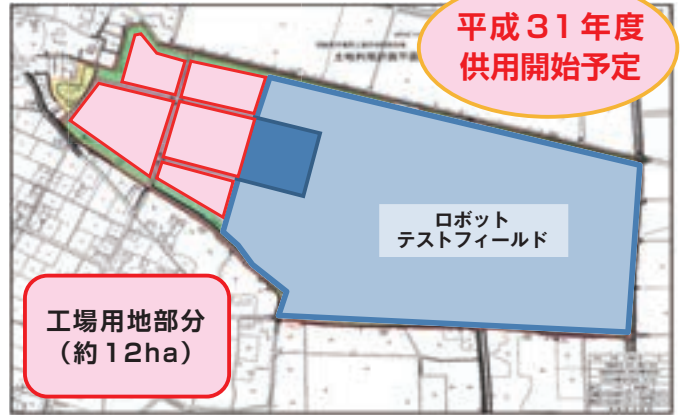 平成31年度
供用開始予定
ロボット
テストフィールド
工場用地部分
（約12ha）